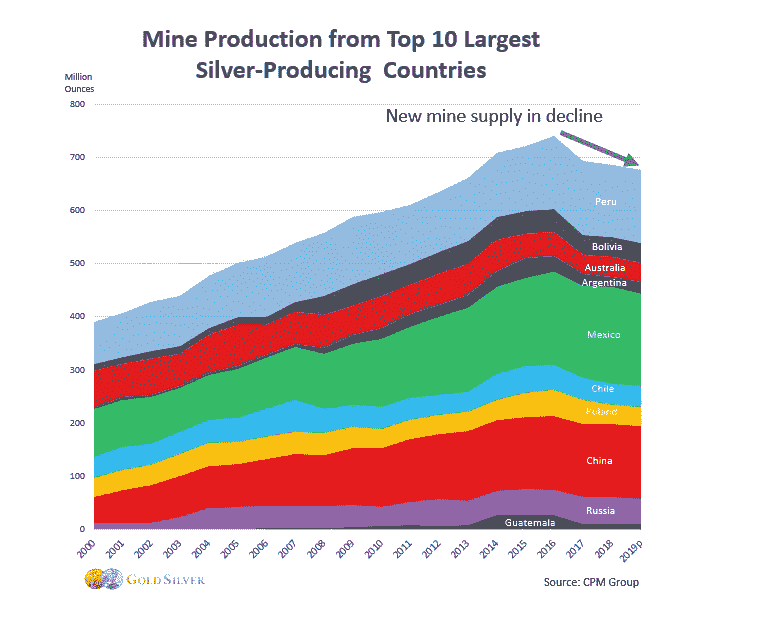 Mine Production from Top 10 Largest
Silver-Producing Countries
Million
Ounces
800
New mine supply in decline
700
600
500
400
300
200
100
0
Peru
Bolivia
Australia
Argentina
Mexico
Chile
Poland
China
Russia
Guatemala
2000
2001
2002
2003
2004
2005
2006
2007
2008
2009
2010
2011
2012
2013
2014
2015
2016
2017
2018
2019p
GOLDSILVER
Source: CPM Group